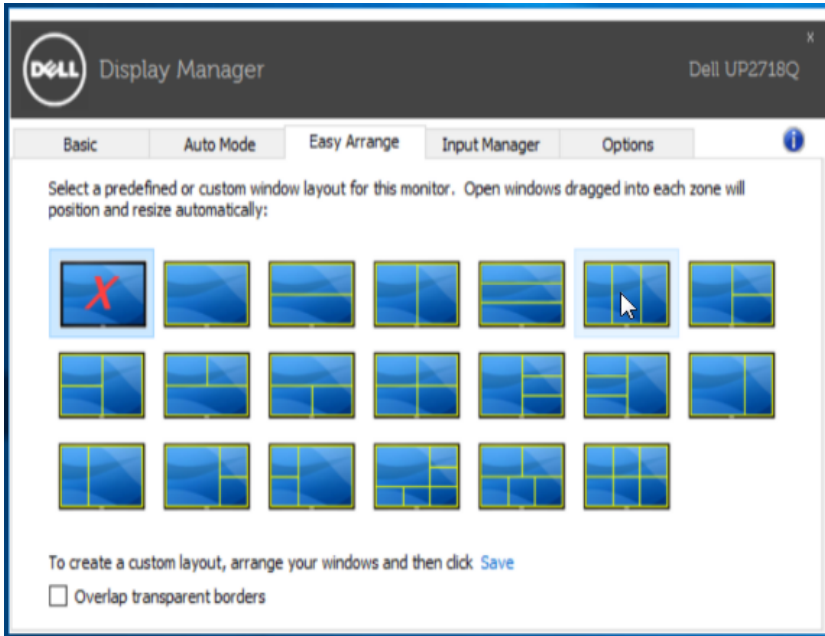 DELL Display Manager
x
Dell UP2718Q
Basic Auto Mode Easy Arrange Input Manager Options
Select a predefined or custom window layout for this monitor. Open windows dragged into each zone will
position and resize automatically:
X
To create a custom layout, arrange your windows and then click Save
Overlap transparent borders